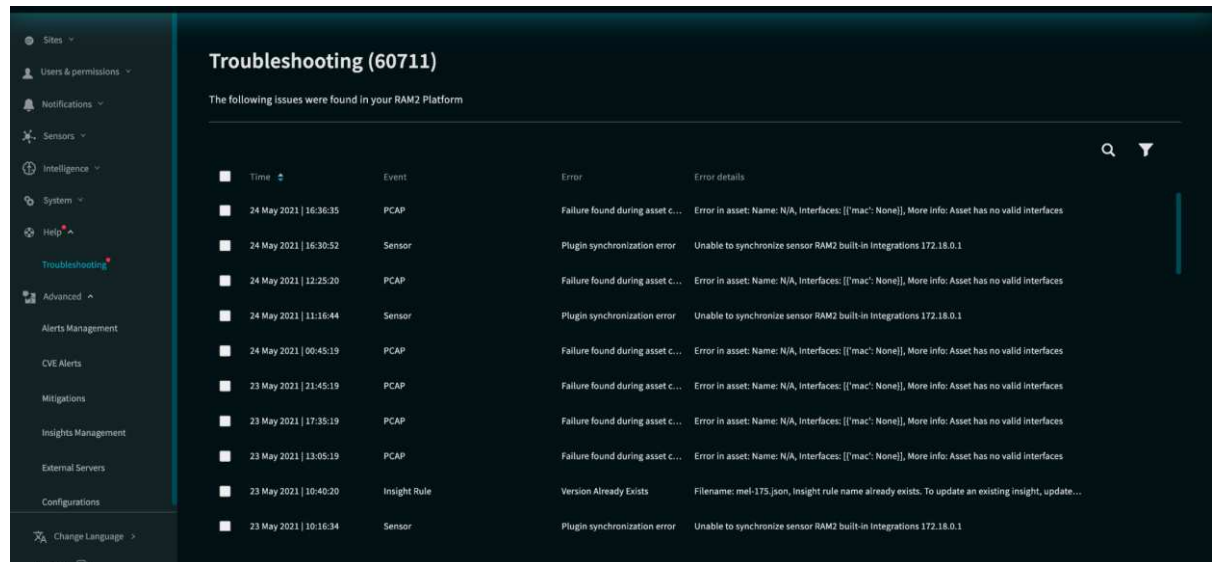 Sites
Users & permissions
Notifications
Sensors
Intelligence
System
Help
Troubleshooting
Advanced
Alerts Management
CVE Alerts
Mitigations
Insights Management
External Servers
Configurations
Change Language >
Troubleshooting (60711)
The following issues were found in your RAM2 Platform
Time Event Error Error details
24 May 2021 | 16:36:35 PCAP Failure found during asset c... Error in asset: Name: N/A, Interfaces: [{'mac': None}], More info: Asset has no valid interfaces
24 May 2021 | 16:30:52 Sensor Plugin synchronization error Unable to synchronize sensor RAM2 built-in Integrations 172.18.0.1
24 May 2021 | 12:25:20 PCAP Failure found during asset c... Error in asset: Name: N/A, Interfaces: [{'mac': None}], More info: Asset has no valid interfaces
24 May 2021 | 11:16:44 Sensor Plugin synchronization error Unable to synchronize sensor RAM2 built-in Integrations 172.18.0.1
24 May 2021 | 00:45:19 PCAP Failure found during asset c... Error in asset: Name: N/A, Interfaces: [{'mac': None}], More info: Asset has no valid interfaces
23 May 2021 | 21:45:19 PCAP Failure found during asset c... Error in asset: Name: N/A, Interfaces: [{'mac': None}], More info: Asset has no valid interfaces
23 May 2021 | 17:35:19 PCAP Failure found during asset c... Error in asset: Name: N/A, Interfaces: [{'mac': None}], More info: Asset has no valid interfaces
23 May 2021 | 13:05:19 PCAP Failure found during asset c... Error in asset: Name: N/A, Interfaces: [{'mac': None}], More info: Asset has no valid interfaces
23 May 2021 | 10:40:20 Insight Rule Version Already Exists Filename: mel-175.json, Insight rule name already exists. To update an existing insight, update...
23 May 2021 | 10:16:34 Sensor Plugin synchronization error Unable to synchronize sensor RAM2 built-in Integrations 172.18.0.1